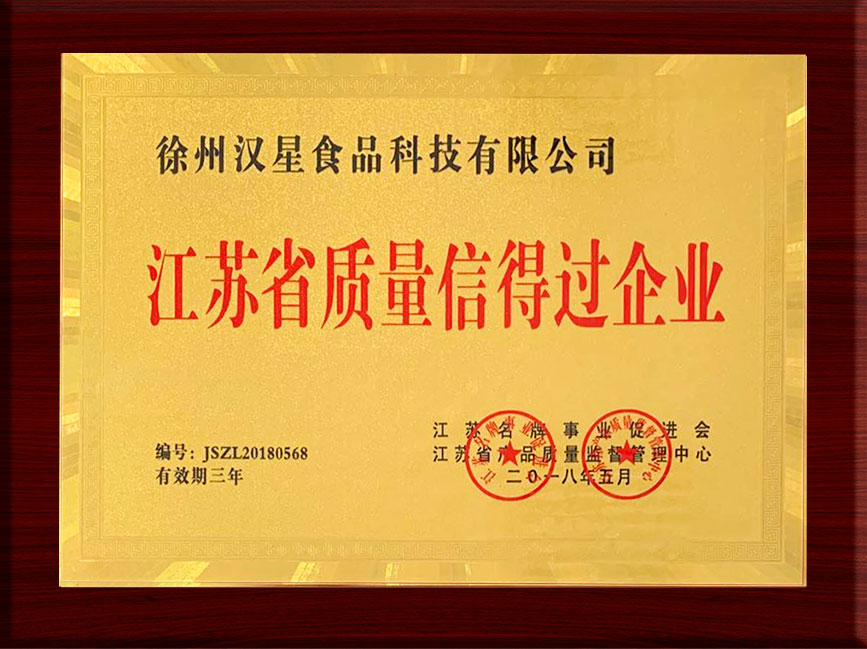 徐州汉星食品科技有限公司
江苏省质量信得过企业
编号：JSZL20180568
有效期三年
江苏名牌事业促进会
江苏省产品质量监督管理中心
二〇一八年五月